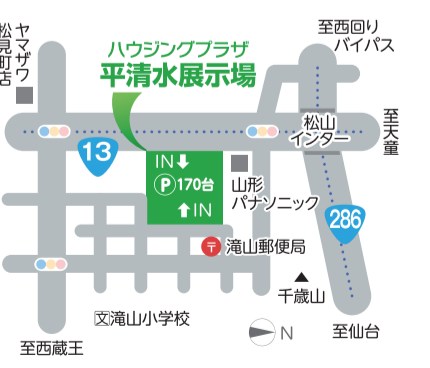 ヤマザワ
松見町店
ハウジングプラザ
平清水展示場
至西回り
バイパス
松山
インター
至天童
13
IN
P170台
IN
山形
パナソニック
286
〒
滝山郵便局
千歳山
文滝山小学校
N
至仙台
至西蔵王